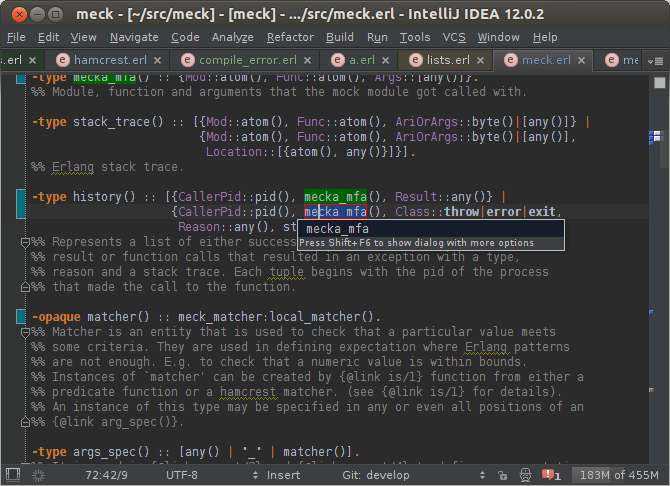 meck - [~/src/meck] - [meck] - .../src/meck.erl - IntelliJ IDEA 12.0.2
File Edit View Navigate Code Analyze Refactor Build Run Tools VCS Window Help
s.erl hamcrest.erl compile_error.erl a.erl lists.erl meck.erl me
-type mecka_mfa() :: {Mod::atom(), Func::atom(), Args::[any()]}.
%% Module, function and arguments that the mock module got called with.
-type stack_trace() :: [{Mod::atom(), Func::atom(), AriOrArgs::byte()|[any()]} |
{Mod::atom(), Func::atom(), AriOrArgs::byte()|[any()],
Location::[{atom(), any()}]}].
%% Erlang stack trace.
-type history() :: [{CallerPid::pid(), mecka_mfa(), Result::any()} |
{CallerPid::pid(), mecka_mfa(), Class::throw|error|exit,
Reason::any(), st
mecka_mfa
%% Represents a list of either success
Press Shift+F6 to show dialog with more options
%% result or function calls that resulted in an exception with a type,
%% reason and a stack trace. Each tuple begins with the pid of the process
%% that made the call to the function.
-opaque matcher() :: meck_matcher:local_matcher().
%% Matcher is an entity that is used to check that a particular value meets
%% some criteria. They are used in defining expectation where Erlang patterns
%% are not enough. E.g. to check that a numeric value is within bounds.
%% Instances of `matcher' can be created by {@link is/1} function from either a
%% predicate function or a hamcrest matcher. (see {@link is/1} for details).
%% An instance of this type may be specified in any or even all positions of an
%% {@link arg_spec()}.
-type args_spec() :: [any() | '_' | matcher()].
72:42/9 UTF-8 Insert Git: develop 1 183M of 455M